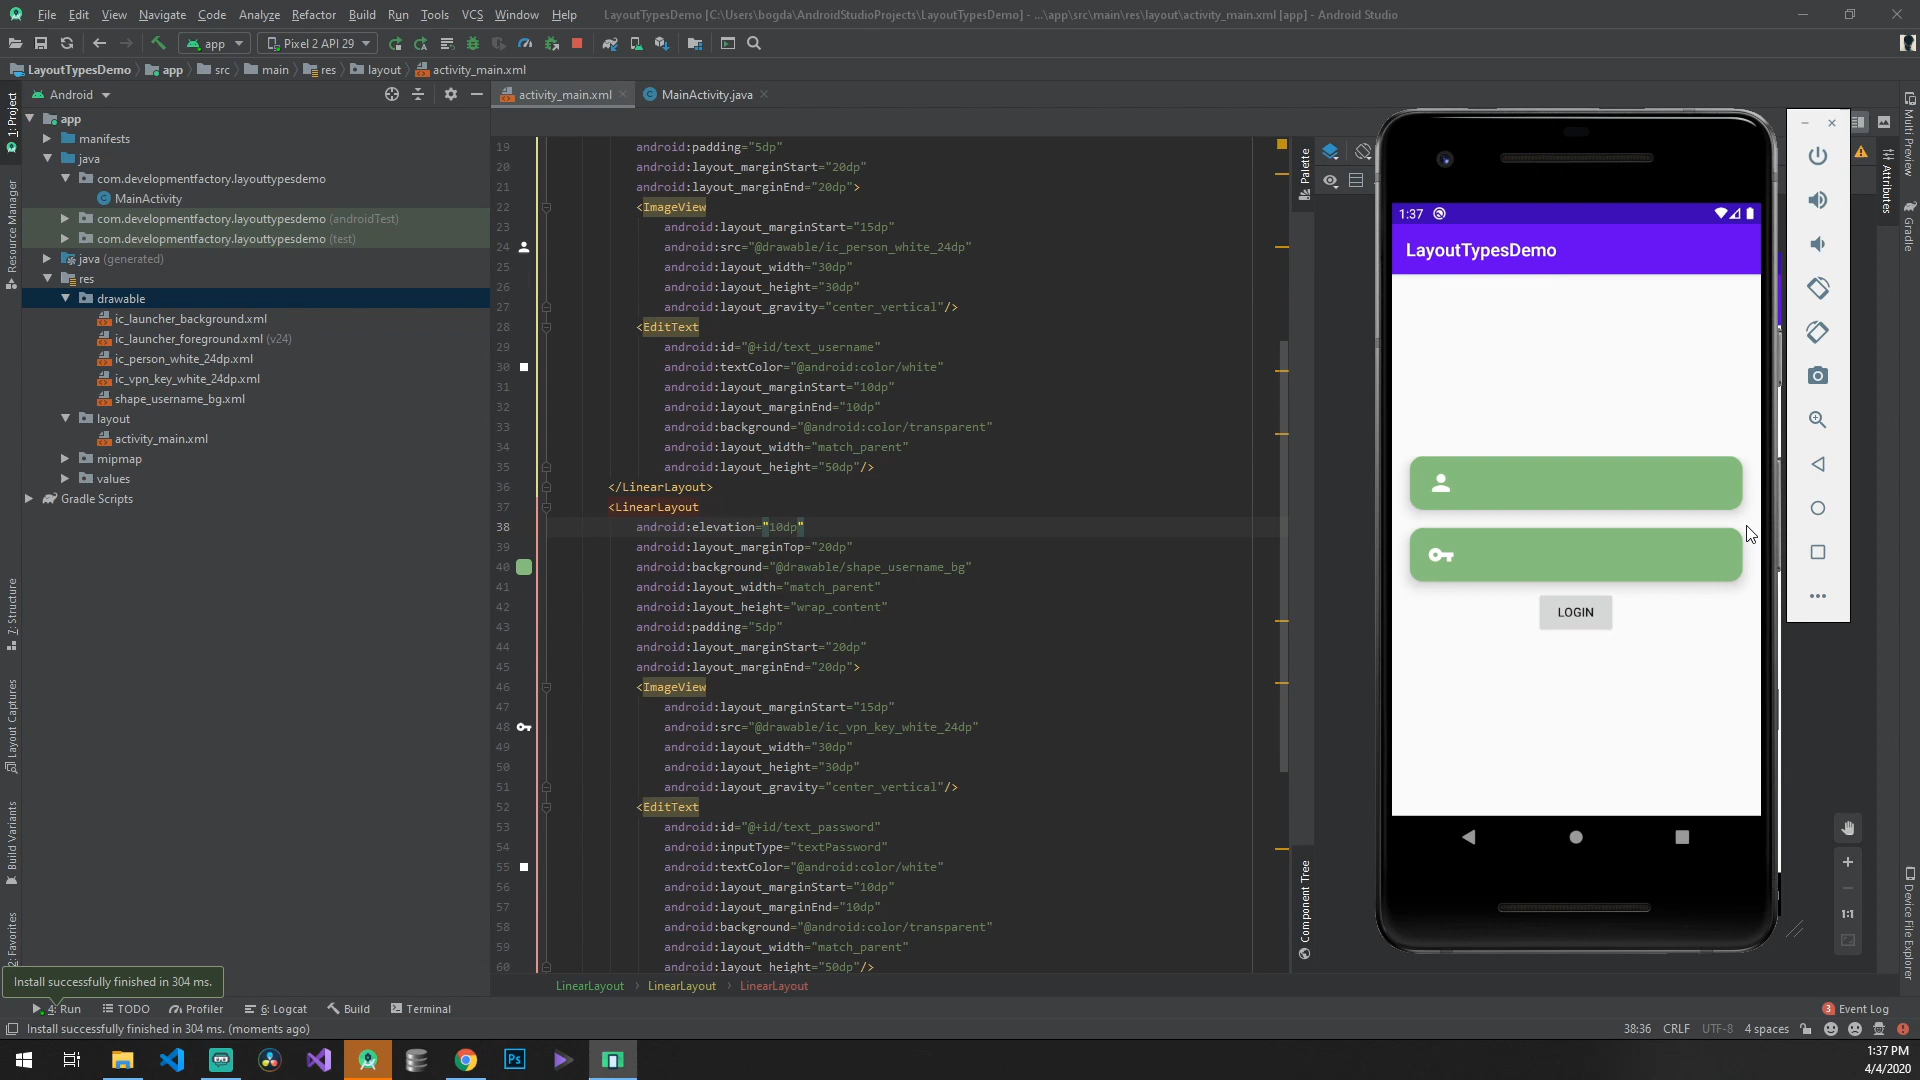 File Edit View Navigate Code Analyze Refactor Build Run Tools VCS Window Help LayoutTypesDemo [C:\Users\bogda\AndroidStudioProjects\LayoutTypesDemo] - ...\app\src\main\res\layout\activity_main.xml [app] - Android Studio
app Pixel 2 API 29
LayoutTypesDemo app src main res layout activity_main.xml
Android
activity_main.xml MainActivity.java
1: Project
Resource Manager
7: Structure
Layout Captures
Build Variants
2: Favorites
app
manifests
java
com.developmentfactory.layouttypesdemo
MainActivity
com.developmentfactory.layouttypesdemo (androidTest)
com.developmentfactory.layouttypesdemo (test)
java (generated)
res
drawable
ic_launcher_background.xml
ic_launcher_foreground.xml (v24)
ic_person_white_24dp.xml
ic_vpn_key_white_24dp.xml
shape_username_bg.xml
layout
activity_main.xml
mipmap
values
Gradle Scripts
19 android:padding="5dp"
20 android:layout_marginStart="20dp"
21 android:layout_marginEnd="20dp">
22 <ImageView
23 android:layout_marginStart="15dp"
24 android:src="@drawable/ic_person_white_24dp"
25 android:layout_width="30dp"
26 android:layout_height="30dp"
27 android:layout_gravity="center_vertical"/>
28 <EditText
29 android:id="@+id/text_username"
30 android:textColor="@android:color/white"
31 android:layout_marginStart="10dp"
32 android:layout_marginEnd="10dp"
33 android:background="@android:color/transparent"
34 android:layout_width="match_parent"
35 android:layout_height="50dp"/>
36 </LinearLayout>
37 <LinearLayout
38 android:elevation="10dp"
39 android:layout_marginTop="20dp"
40 android:background="@drawable/shape_username_bg"
41 android:layout_width="match_parent"
42 android:layout_height="wrap_content"
43 android:padding="5dp"
44 android:layout_marginStart="20dp"
45 android:layout_marginEnd="20dp">
46 <ImageView
47 android:layout_marginStart="15dp"
48 android:src="@drawable/ic_vpn_key_white_24dp"
49 android:layout_width="30dp"
50 android:layout_height="30dp"
51 android:layout_gravity="center_vertical"/>
52 <EditText
53 android:id="@+id/text_password"
54 android:inputType="textPassword"
55 android:textColor="@android:color/white"
56 android:layout_marginStart="10dp"
57 android:layout_marginEnd="10dp"
58 android:background="@android:color/transparent"
59 android:layout_width="match_parent"
60 android:layout_height="50dp"/>
LinearLayout LinearLayout LinearLayout
Palette
Component Tree
1:37
LayoutTypesDemo
LOGIN
1:1
Multi Preview
Attributes
Gradle
Device File Explorer
Install successfully finished in 304 ms.
4: Run TODO Profiler 6: Logcat Build Terminal 3 Event Log
Install successfully finished in 304 ms. (moments ago) 38:36 CRLF UTF-8 4 spaces
Ps
1:37 PM
4/4/2020